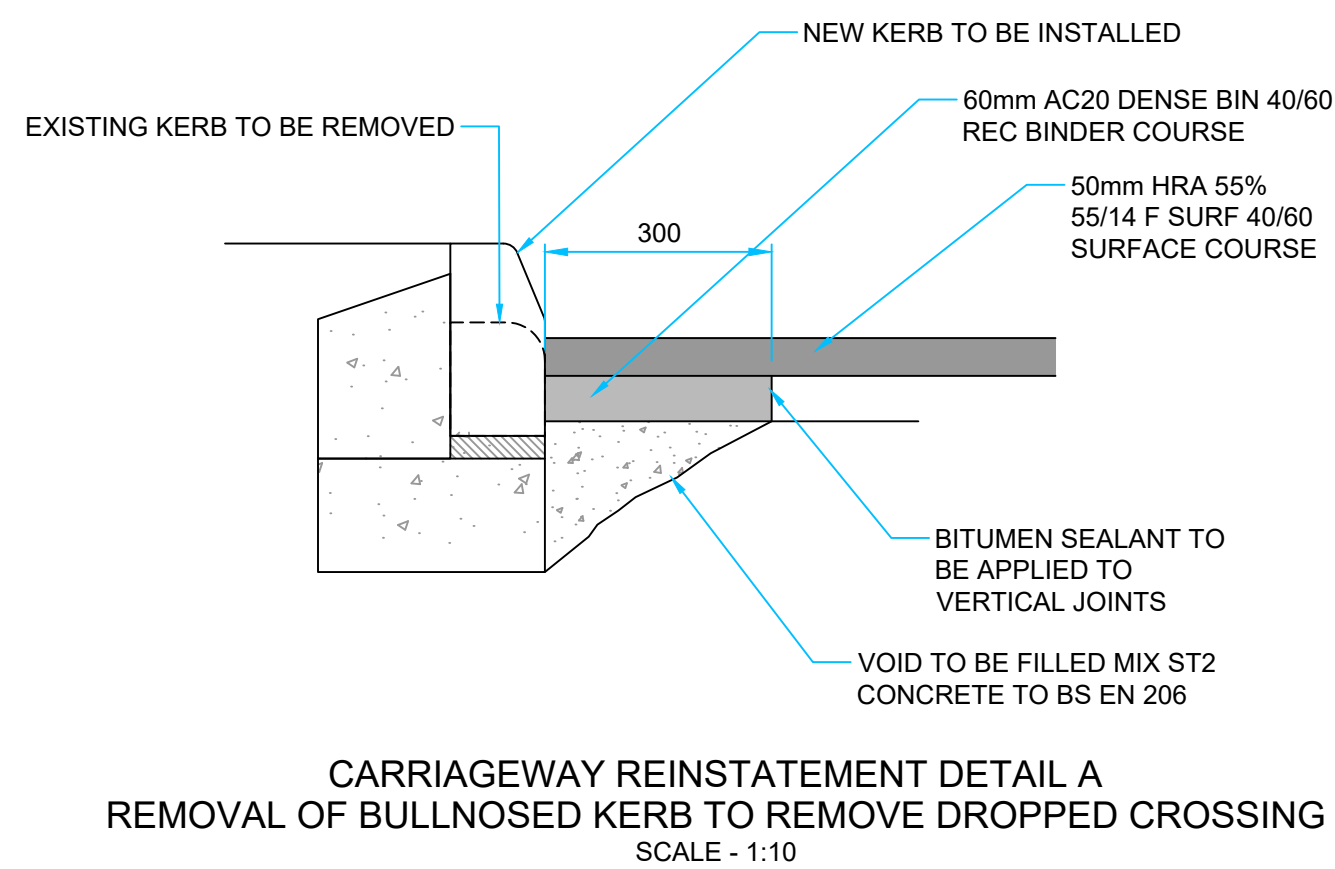 NEW KERB TO BE INSTALLED
60mm AC20 DENSE BIN 40/60
REC BINDER COURSE
EXISTING KERB TO BE REMOVED
50mm HRA 55%
55/14 F SURF 40/60
SURFACE COURSE
300
BITUMEN SEALANT TO
BE APPLIED TO
VERTICAL JOINTS
VOID TO BE FILLED MIX ST2
CONCRETE TO BS EN 206
CARRIAGEWAY REINSTATEMENT DETAIL A
REMOVAL OF BULLNOSED KERB TO REMOVE DROPPED CROSSING
SCALE - 1:10